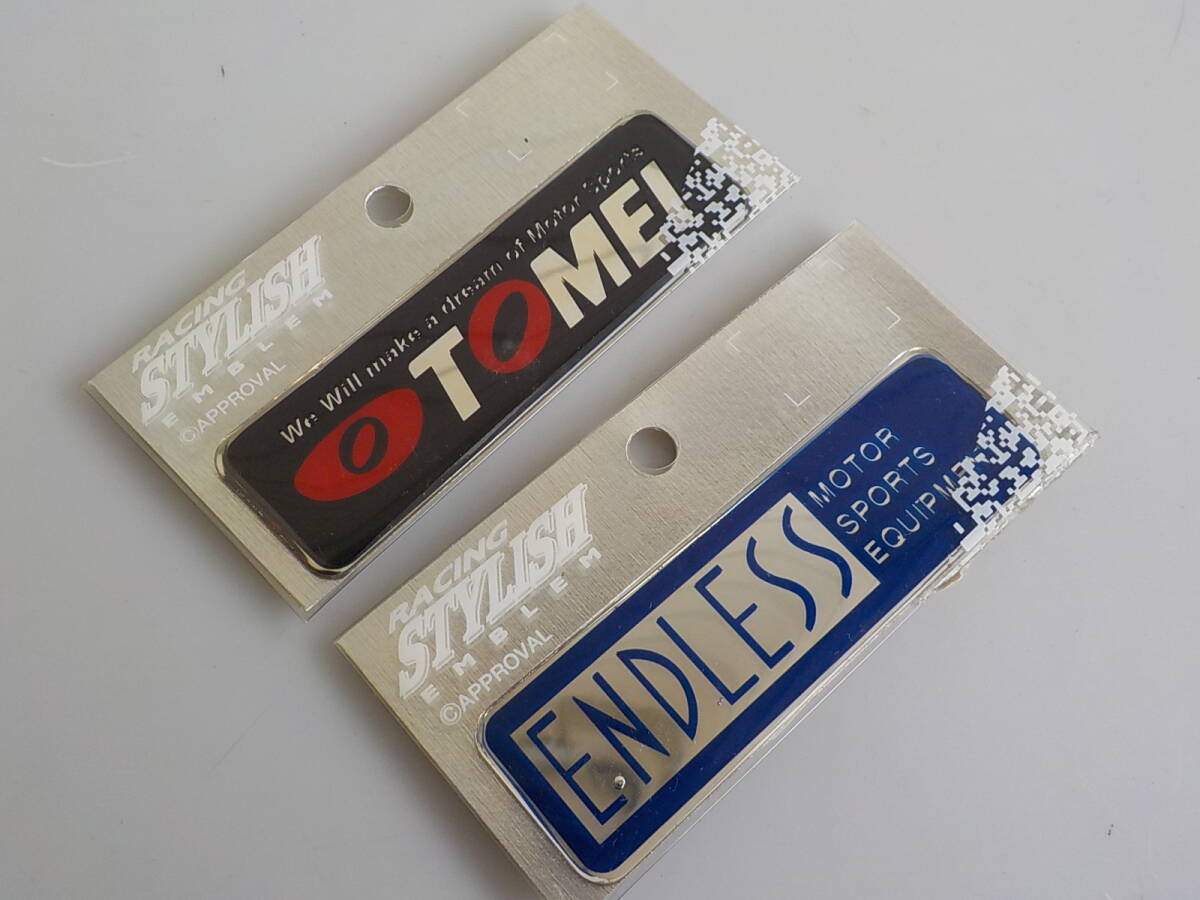 RACING
STYLISH
EMBLEM
©APPROVAL
We Will make a dream of Motor Sports
TOMEI
RACING
STYLISH
EMBLEM
©APPROVAL
ENDLESS
MOTOR
SPORTS